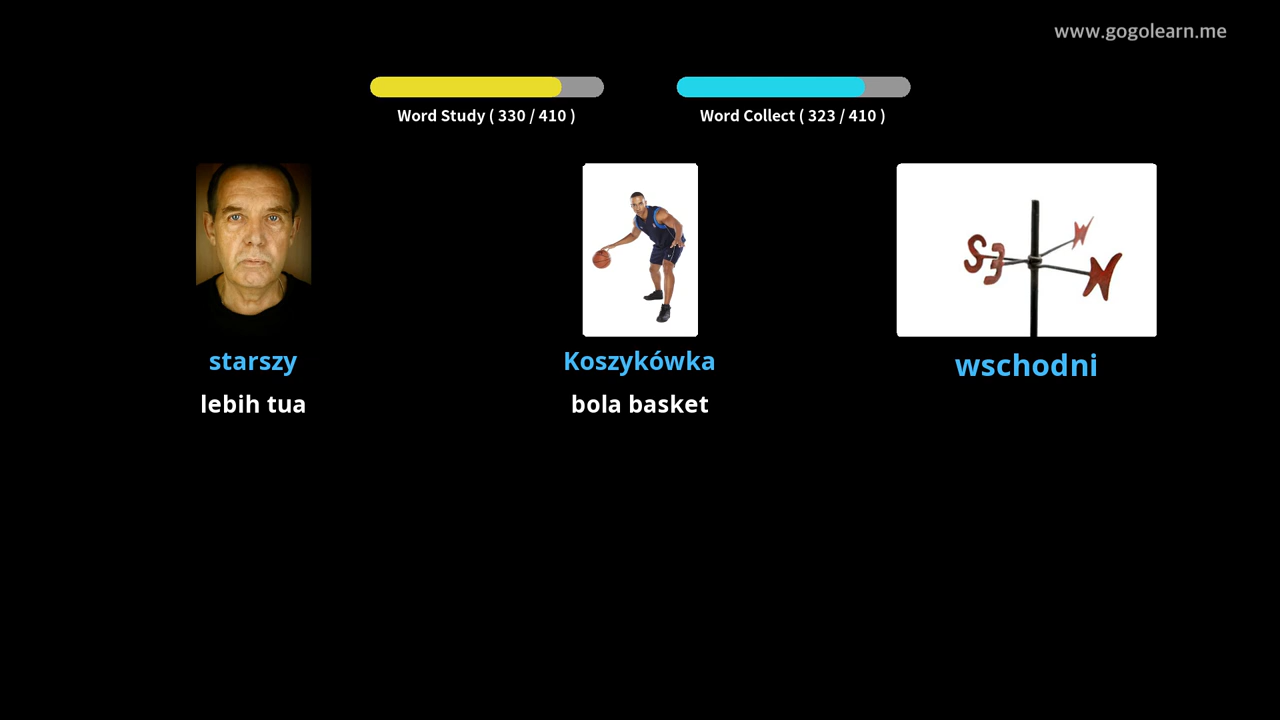 www.gogolearn.me
Word Study ( 330 / 410 )
Word Collect ( 323 / 410 )
S
E
N
W
starszy
Koszykówka
wschodni
lebih tua
bola basket